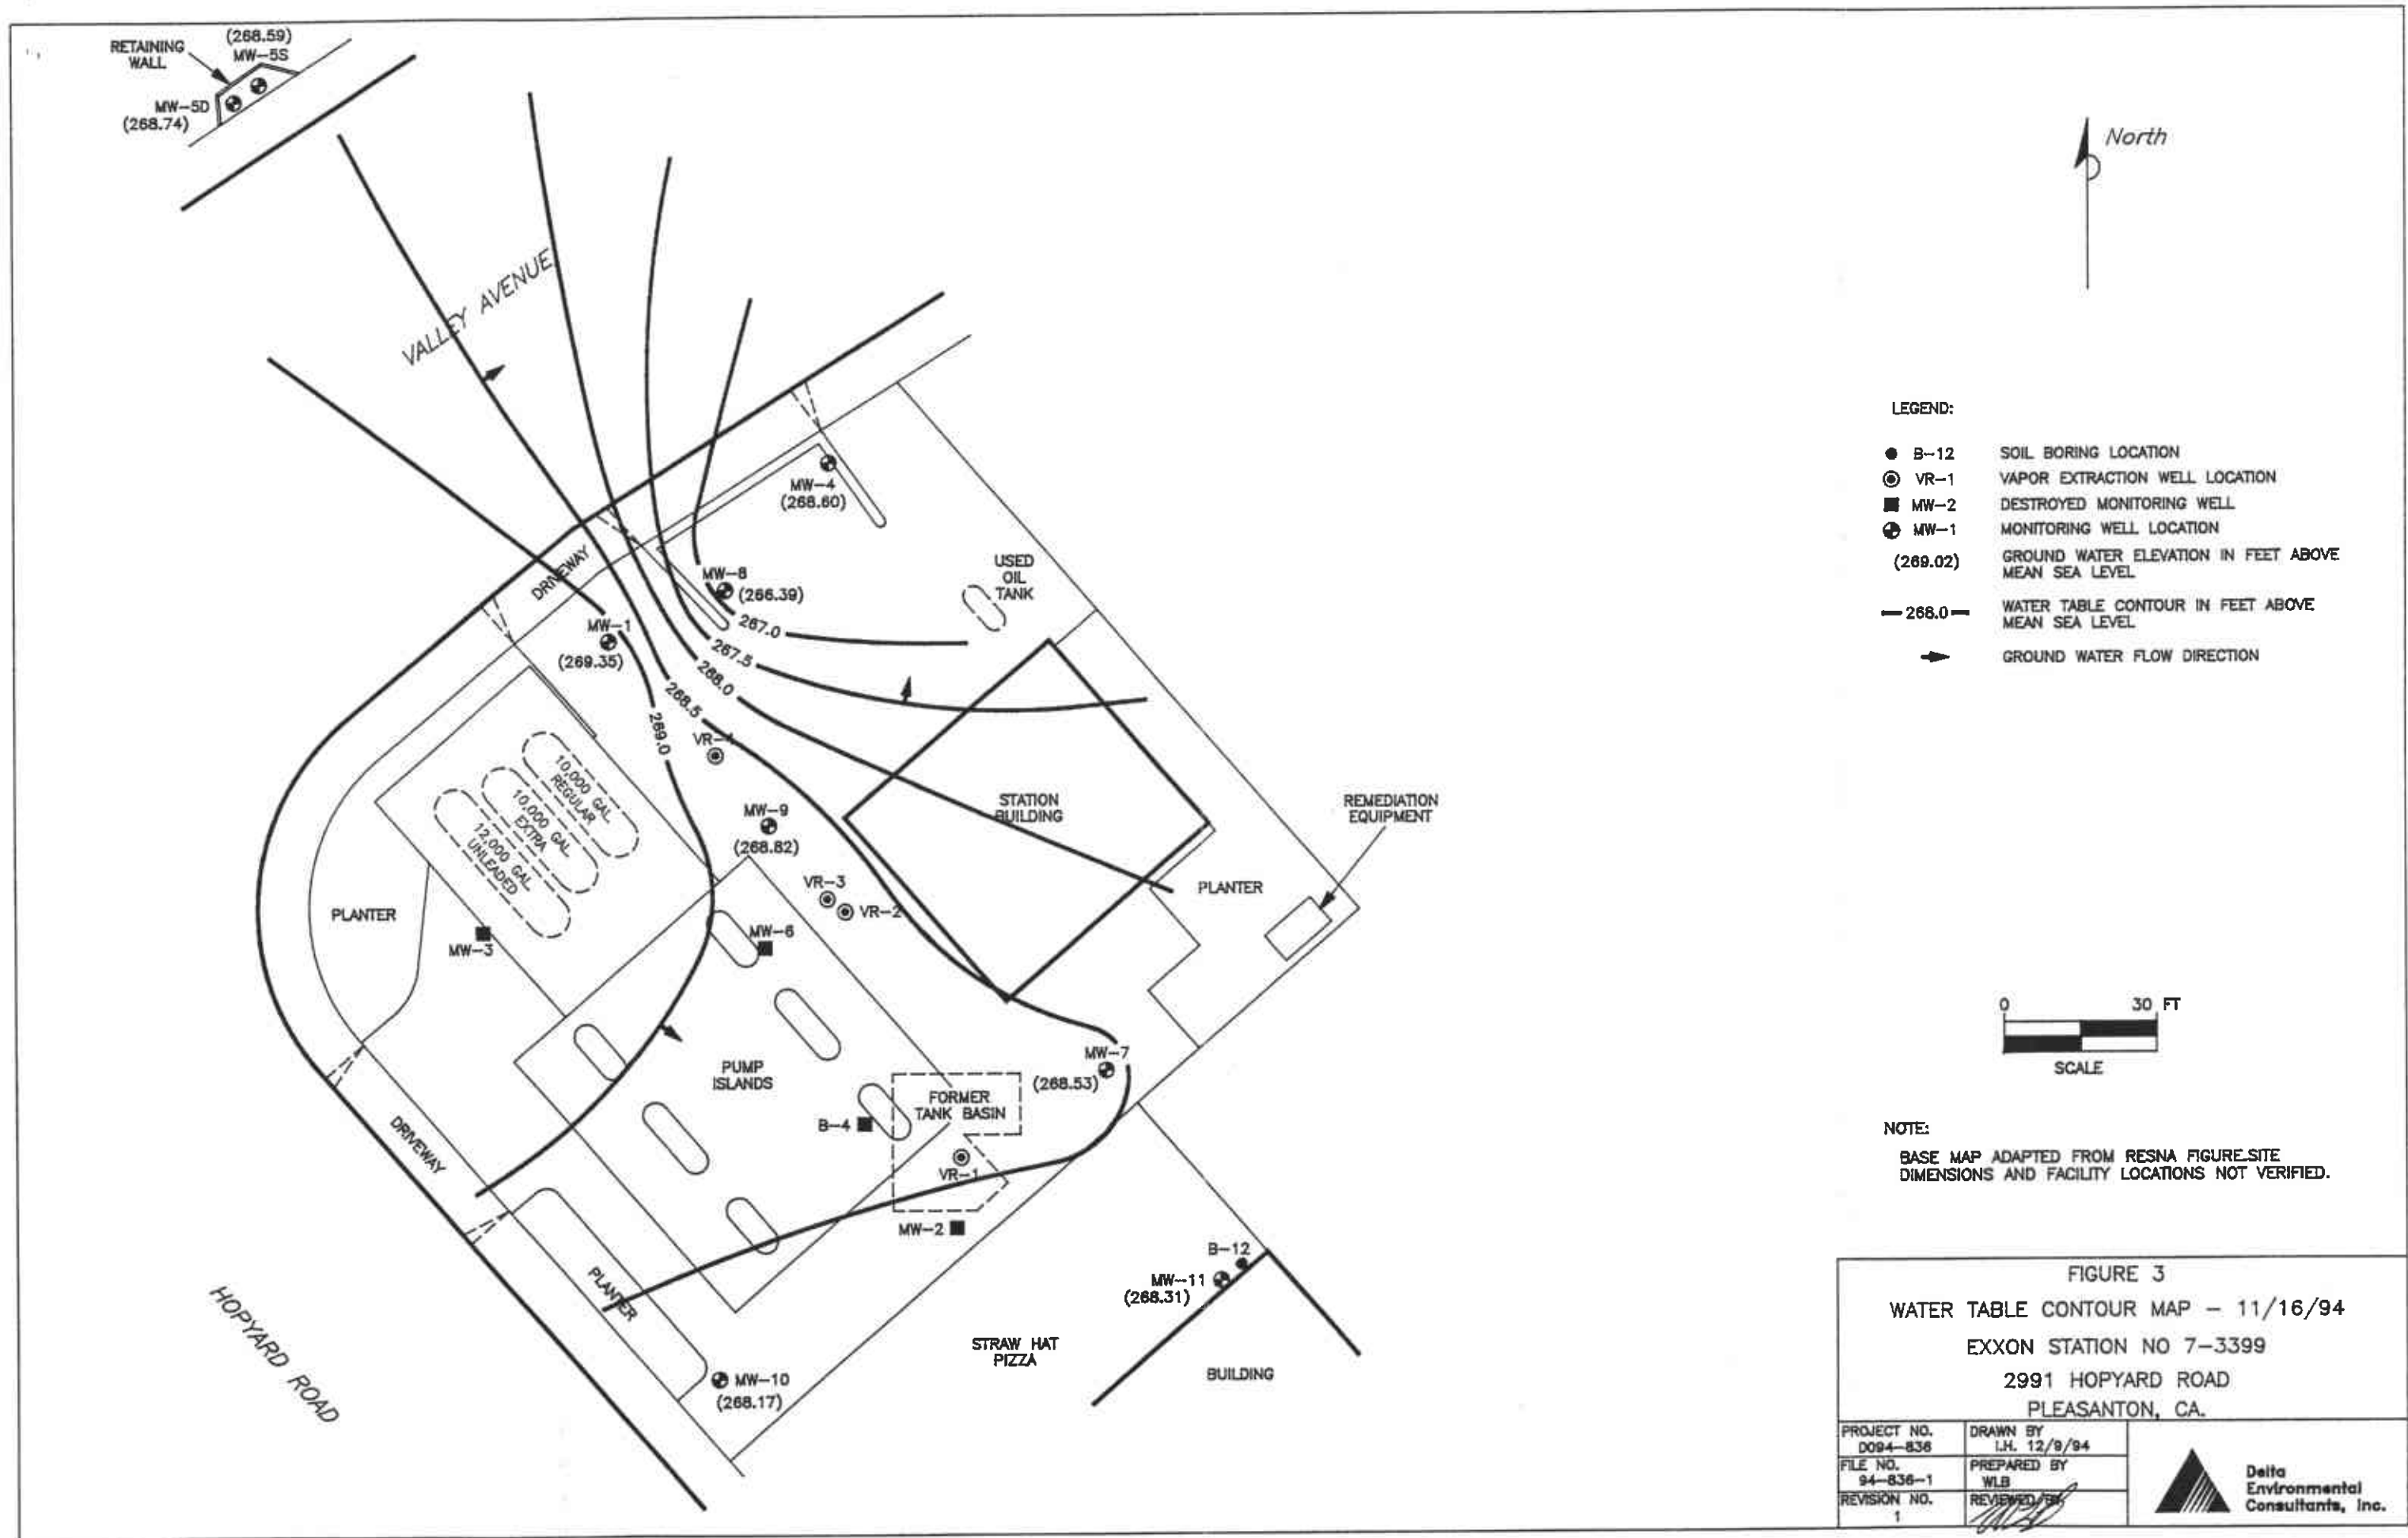 RETAINING
WALL
(268.59)
MW-5S
MW-5D
(268.74)
North
VALLEY AVENUE
LEGEND:
B-12 SOIL BORING LOCATION
VR-1 VAPOR EXTRACTION WELL LOCATION
MW-2 DESTROYED MONITORING WELL
MW-1 MONITORING WELL LOCATION
(269.02) GROUND WATER ELEVATION IN FEET ABOVE
MEAN SEA LEVEL
268.0 WATER TABLE CONTOUR IN FEET ABOVE
MEAN SEA LEVEL
GROUND WATER FLOW DIRECTION
MW-4
(268.60)
DRIVEWAY
MW-8
(266.39)
USED
OIL
TANK
MW-1
(269.35)
267.0
267.5
268.0
268.5
269.0
VR-4
10,000 GAL.
REGULAR
10,000 GAL.
EXTRA
12,000 GAL.
UNLEADED
MW-9
(268.82)
STATION
BUILDING
REMEDIATION
EQUIPMENT
VR-3
VR-2
PLANTER
PLANTER
MW-3
MW-6
0 30 FT
SCALE
PUMP
ISLANDS
MW-7
(268.53)
FORMER
TANK BASIN
B-4
DRIVEWAY
VR-1
MW-2
NOTE:
BASE MAP ADAPTED FROM RESNA FIGURE.SITE
DIMENSIONS AND FACILITY LOCATIONS NOT VERIFIED.
B-12
MW-11
(268.31)
PLANTER
HOPYARD ROAD
STRAW HAT
PIZZA
BUILDING
MW-10
(268.17)
FIGURE 3
WATER TABLE CONTOUR MAP - 11/16/94
EXXON STATION NO 7-3399
2991 HOPYARD ROAD
PLEASANTON, CA.
PROJECT NO.
D094-836
DRAWN BY
I.H. 12/9/94
FILE NO.
94-836-1
PREPARED BY
WLB
REVISION NO.
1
REVIEWED BY
Delta
Environmental
Consultants, Inc.